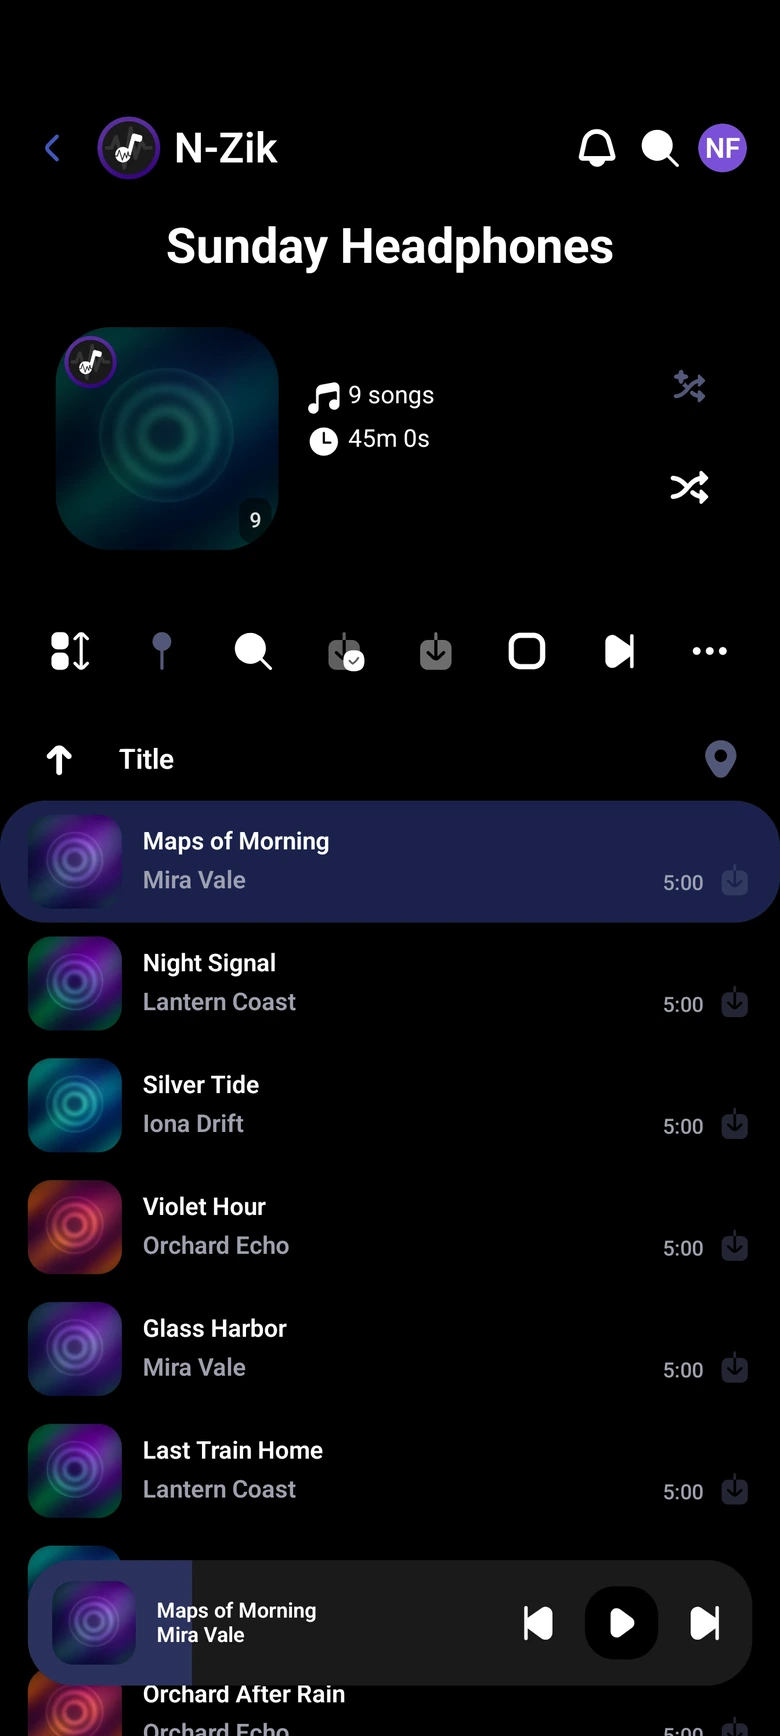 N-Zik
NF
Sunday Headphones
9 songs
45m 0s
9
Title
Maps of Morning
Mira Vale
5:00
Night Signal
Lantern Coast
5:00
Silver Tide
Iona Drift
5:00
Violet Hour
Orchard Echo
5:00
Glass Harbor
Mira Vale
5:00
Last Train Home
Lantern Coast
5:00
Maps of Morning
Mira Vale
Orchard After Rain
Orchard Echo
5:00